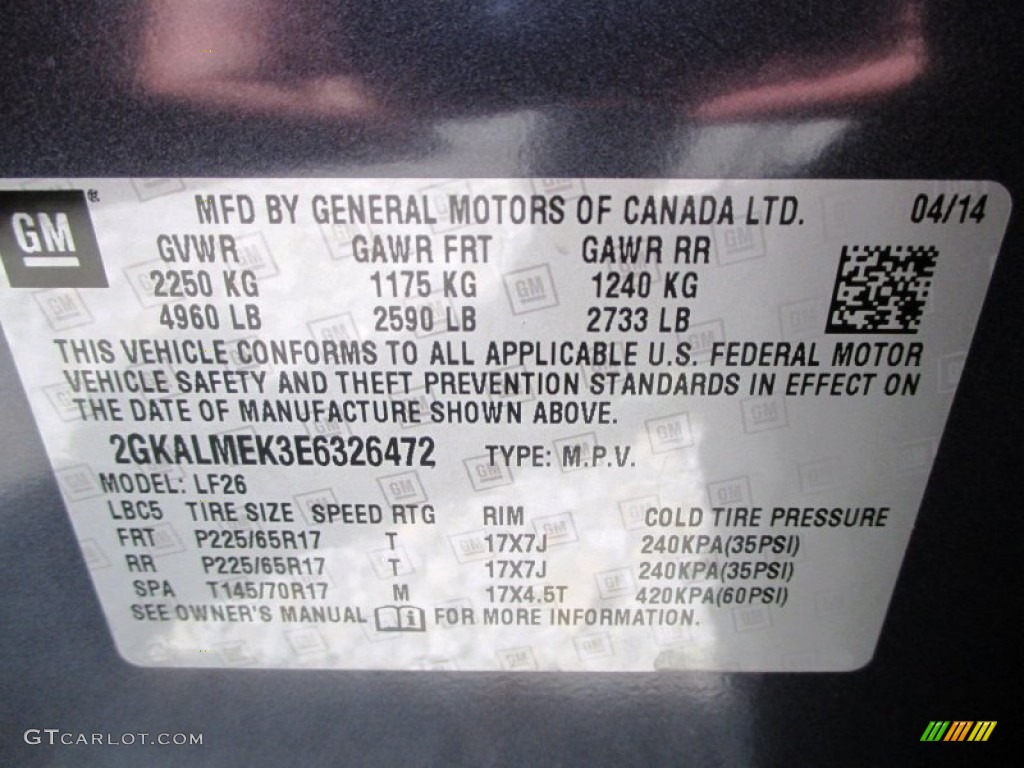 GM ® MFD BY GENERAL MOTORS OF CANADA LTD. 04/14
GVWR GAWR FRT GAWR RR
2250 KG 1175 KG 1240 KG
4960 LB 2590 LB 2733 LB
THIS VEHICLE CONFORMS TO ALL APPLICABLE U.S. FEDERAL MOTOR
VEHICLE SAFETY AND THEFT PREVENTION STANDARDS IN EFFECT ON
THE DATE OF MANUFACTURE SHOWN ABOVE.
2GKALMEK3E6326472 TYPE: M.P.V.
MODEL: LF26
LBC5 TIRE SIZE SPEED RTG RIM COLD TIRE PRESSURE
FRT P225/65R17 T 17X7J 240KPA(35PSI)
RR P225/65R17 T 17X7J 240KPA(35PSI)
SPA T145/70R17 M 17X4.5T 420KPA(60PSI)
SEE OWNER'S MANUAL i FOR MORE INFORMATION.
GTCARLOT.COM